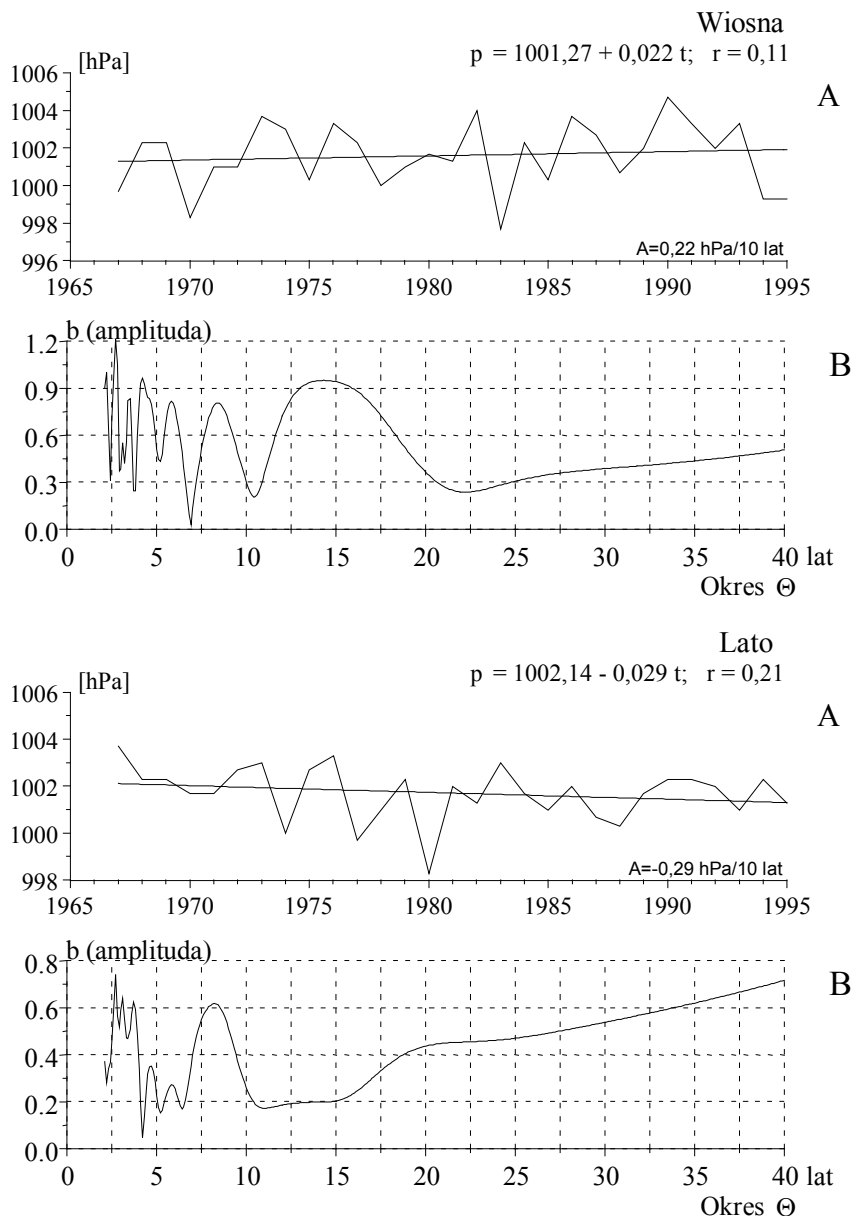 Wiosna
p = 1001,27 + 0,022 t; r = 0,11
[hPa]
A
1006
1004
1002
1000
998
996
A=0,22 hPa/10 lat
1965 1970 1975 1980 1985 1990 1995
b (amplituda)
B
1.2
0.9
0.6
0.3
0.0
0 5 10 15 20 25 30 35 40 lat
Okres Θ
Lato
p = 1002,14 - 0,029 t; r = 0,21
[hPa]
A
1006
1004
1002
1000
998
A=-0,29 hPa/10 lat
1965 1970 1975 1980 1985 1990 1995
b (amplituda)
B
0.8
0.6
0.4
0.2
0.0
0 5 10 15 20 25 30 35 40 lat
Okres Θ